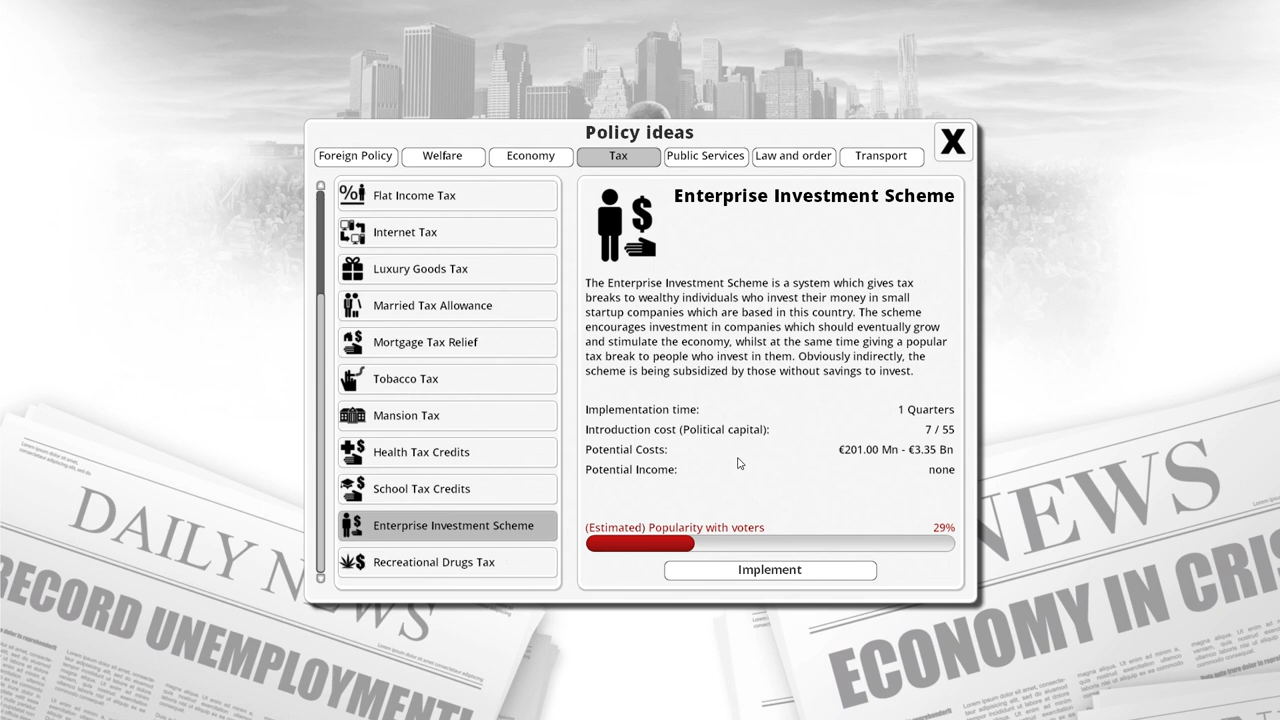 Policy ideas
X
Foreign Policy
Welfare
Economy
Tax
Public Services
Law and order
Transport
Flat Income Tax
Internet Tax
Luxury Goods Tax
Married Tax Allowance
Mortgage Tax Relief
Tobacco Tax
Mansion Tax
Health Tax Credits
School Tax Credits
Enterprise Investment Scheme
Recreational Drugs Tax
Enterprise Investment Scheme
The Enterprise Investment Scheme is a system which gives tax
breaks to wealthy individuals who invest their money in small
startup companies which are based in this country. The scheme
encourages investment in companies which should eventually grow
and stimulate the economy, whilst at the same time giving a popular
tax break to people who invest in them. Obviously indirectly, the
scheme is being subsidized by those without savings to invest.
Implementation time: 1 Quarters
Introduction cost (Political capital): 7 / 55
Potential Costs: €201.00 Mn - €3.35 Bn
Potential Income: none
(Estimated) Popularity with voters 29%
Implement
DAILY NEWS
RECORD UNEMPLOYMENT!
NEWS
ECONOMY IN CRIS